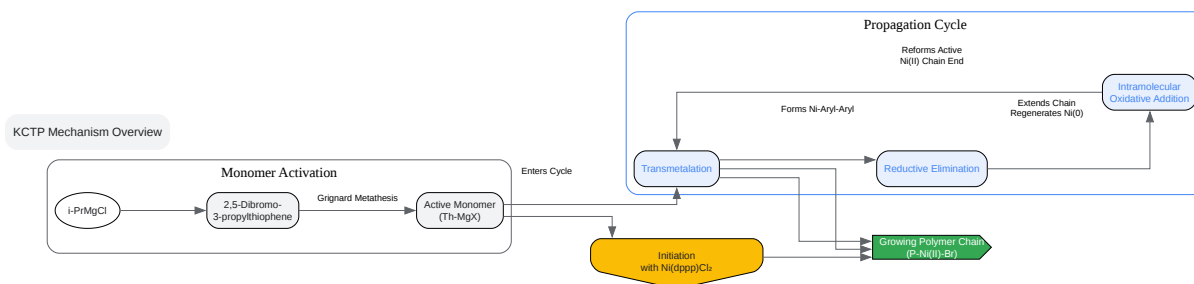 Propagation Cycle
Reforms Active
Ni(II) Chain End
Intramolecular
Oxidative Addition
Forms Ni-Aryl-Aryl
Extends Chain
Regenerates Ni(0)
KCTP Mechanism Overview
Monomer Activation
Enters Cycle
Transmetalation
Reductive Elimination
i-PrMgCl
2,5-Dibromo-
3-propylthiophene
Grignard Metathesis
Active Monomer
(Th-MgX)
Initiation
with Ni(dppp)Cl₂
Growing Polymer Chain
(P-Ni(II)-Br)